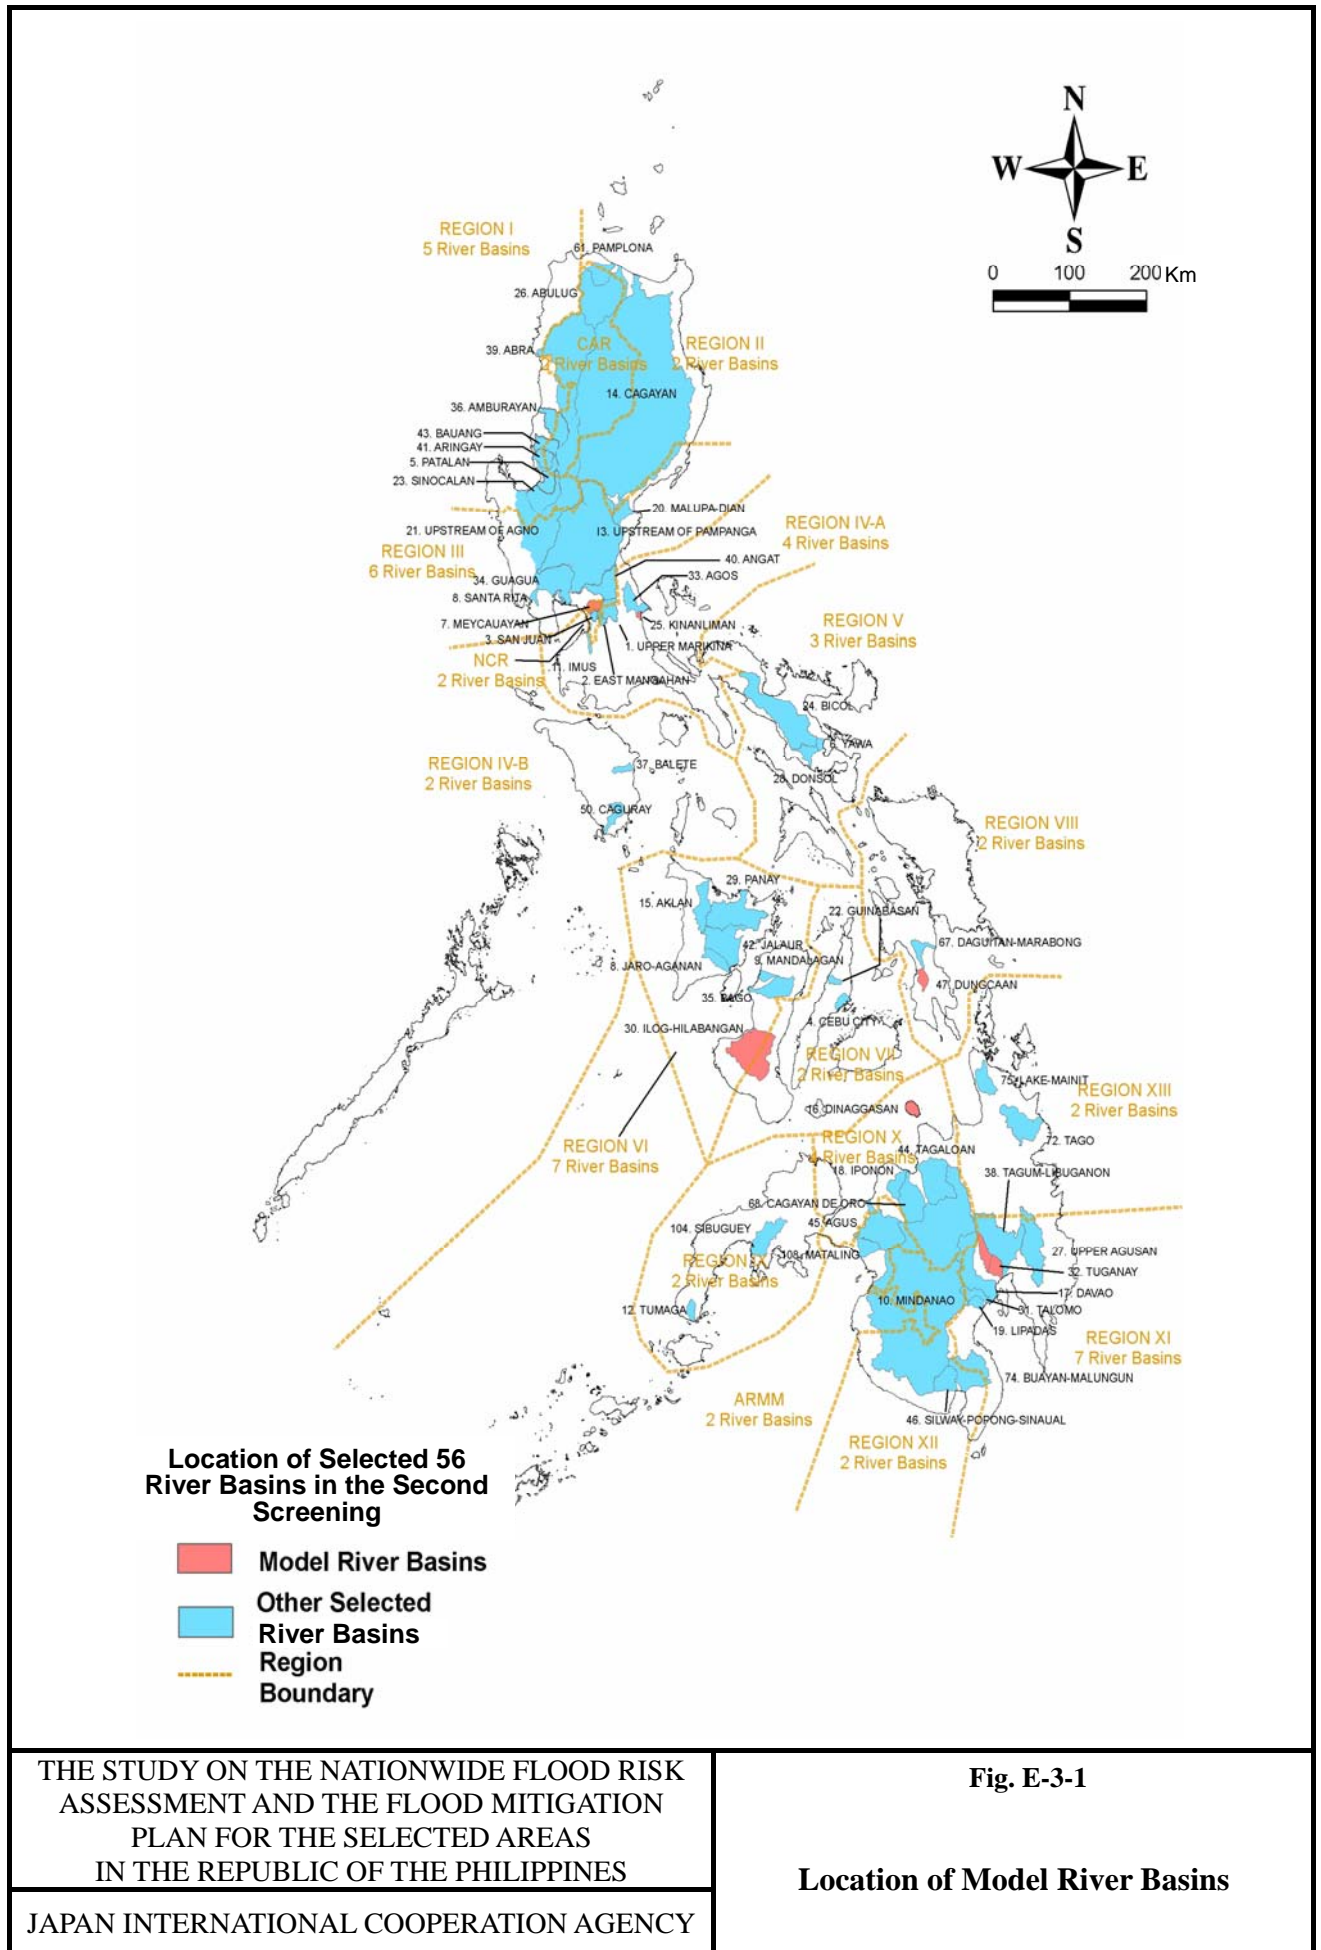 N
W
E
S
0 100 200 Km
REGION I
5 River Basins
61. PAMPLONA
26. ABULUG
39. ABRA
CAR
River Basins
REGION II
2 River Basins
14. CAGAYAN
36. AMBURAYAN
43. BAUANG
41. ARINGAY
5. PATALAN
23. SINOCALAN
20. MALUPA-DIAN
21. UPSTREAM OF AGNO
13. UPSTREAM OF PAMPANGA
REGION IV-A
4 River Basins
REGION III
6 River Basins
40. ANGAT
33. AGOS
34. GUAGUA
8. SANTA RITA
7. MEYCAUAYAN
25. KINANLIMAN
3. SAN JUAN
1. UPPER MARIKINA
REGION V
3 River Basins
NCR
2 River Basins
11. IMUS
2. EAST MANGAHAN
24. BICOL
6. YAWA
28. DONSOL
REGION IV-B
2 River Basins
37. BALETE
50. CAGURAY
REGION VIII
2 River Basins
29. PANAY
15. AKLAN
22. GUINABASAN
42. JALAUR
9. MANDALAGAN
67. DAGUITAN-MARABONG
8. JARO-AGANAN
47. DUNGCAAN
35. BAGO
30. ILOG-HILABANGAN
4. CEBU CITY
REGION VII
2 River Basins
75. LAKE-MAINIT
REGION XIII
2 River Basins
16. DINAGGASAN
72. TAGO
REGION VI
7 River Basins
REGION X
River Basins
44. TAGALOAN
18. IPONON
38. TAGUM-LIBUGANON
68. CAGAYAN DE ORO
45. AGUS
104. SIBUGUEY
108. MATALING
REGION IX
2 River Basins
27. UPPER AGUSAN
32. TUGANAY
17. DAVAO
31. TALOMO
19. LIPADAS
10. MINDANAO
12. TUMAGA
REGION XI
7 River Basins
74. BUAYAN-MALUNGUN
ARMM
2 River Basins
46. SILWAY-POPONG-SINAUAL
REGION XII
2 River Basins
Location of Selected 56
River Basins in the Second
Screening
Model River Basins
Other Selected
River Basins
Region
Boundary
THE STUDY ON THE NATIONWIDE FLOOD RISK
ASSESSMENT AND THE FLOOD MITIGATION
PLAN FOR THE SELECTED AREAS
IN THE REPUBLIC OF THE PHILIPPINES
JAPAN INTERNATIONAL COOPERATION AGENCY
Fig. E-3-1
Location of Model River Basins